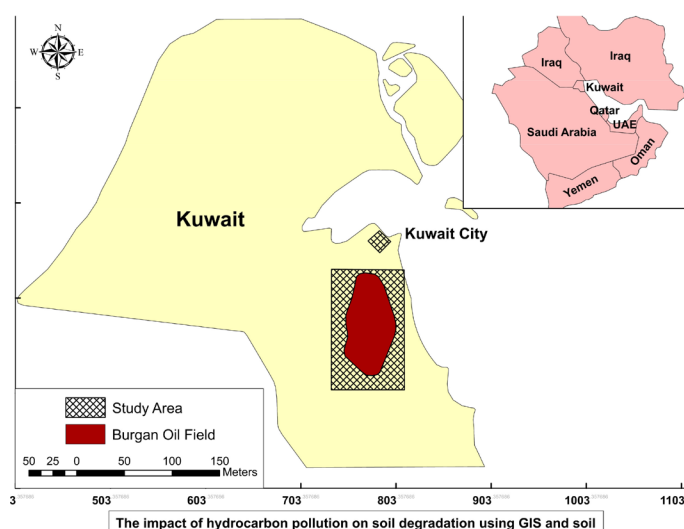 N
W E
S
Iraq
Iraq
Kuwait
Qatar
UAE
Saudi Arabia
Oman
Yemen
Kuwait
Kuwait City
Study Area
Burgan Oil Field
50 25 0 50 100 150
Meters
3 503 603 703 803 903 1003 1103
The impact of hydrocarbon pollution on soil degradation using GIS and soil